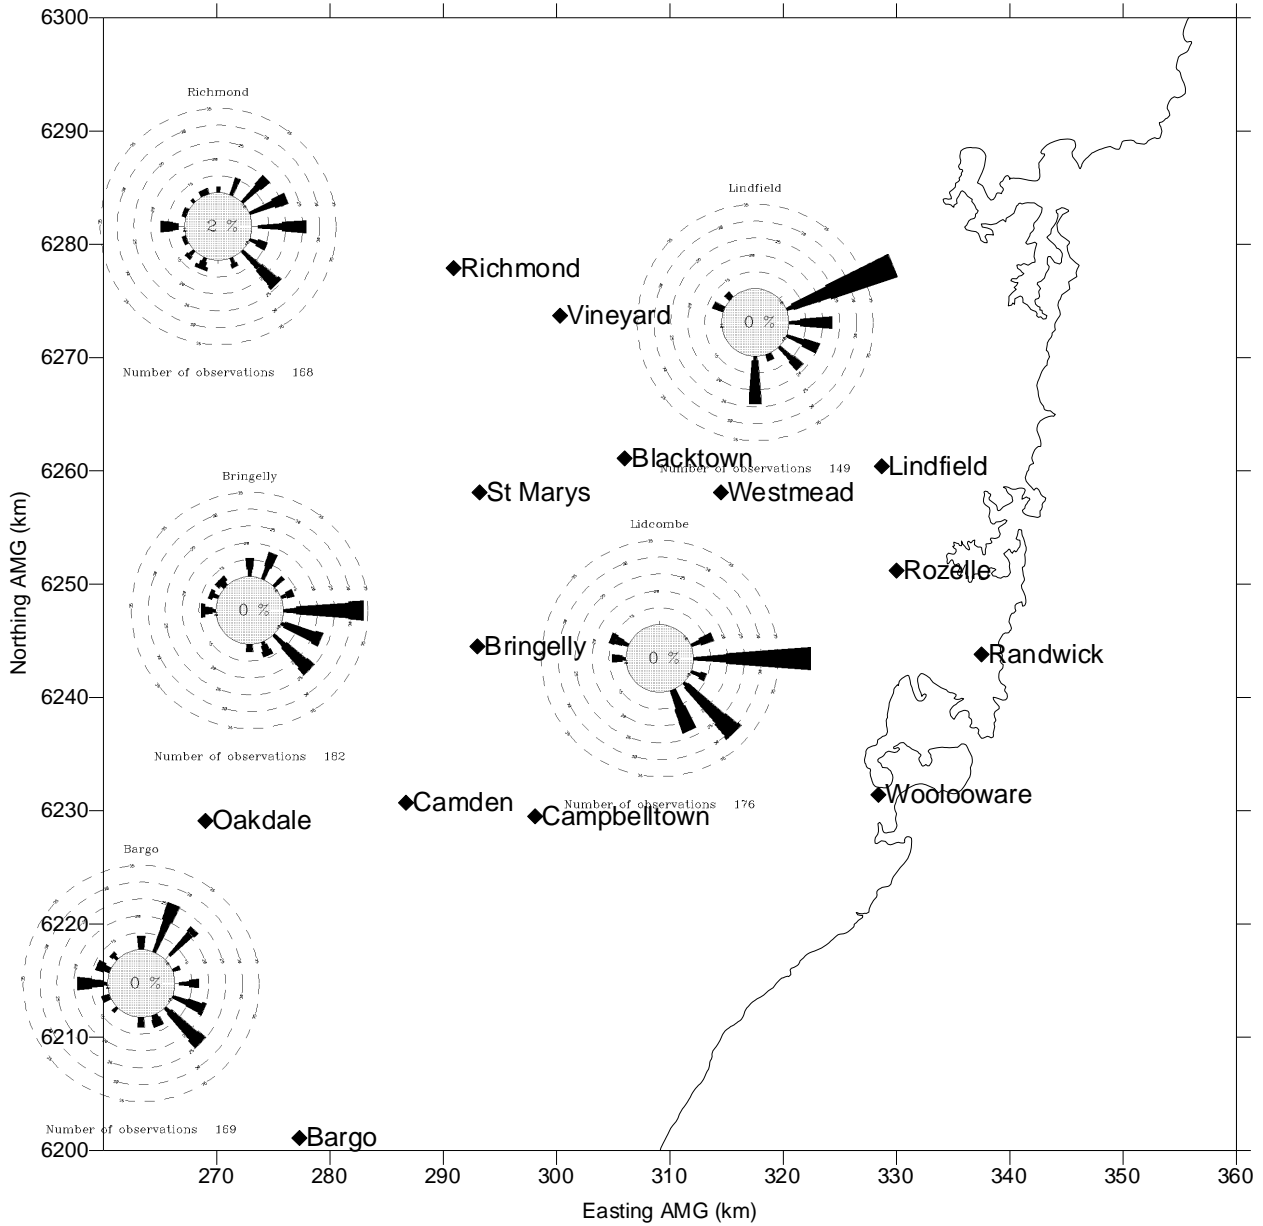 6300
Richmond
6290
Lindfield
2 %
6280
Richmond
Vineyard
0 %
6270
Number of observations 168
Blacktown
6260
Number of observations 149
Lindfield
Bringelly
St Marys
Westmead
Lidcombe
Northing AMG (km)
6250
Rozelle
0 %
Bringelly
0 %
Randwick
6240
Number of observations 162
Woolooware
Camden
Number of observations 176
6230
Oakdale
Campbelltown
Bargo
6220
0 %
6210
Number of observations 169
Bargo
6200
270 280 290 300 310 320 330 340 350 360
Easting AMG (km)